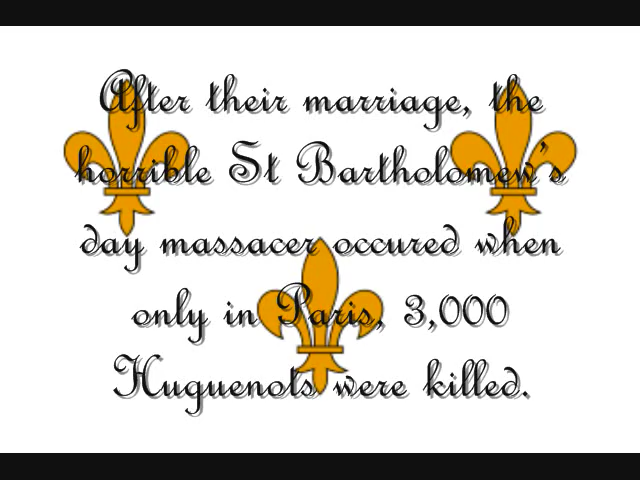 After their marriage, the
horrible St Bartholomew's
day massacer occured when
only in Paris, 3,000
Huguenots were killed.